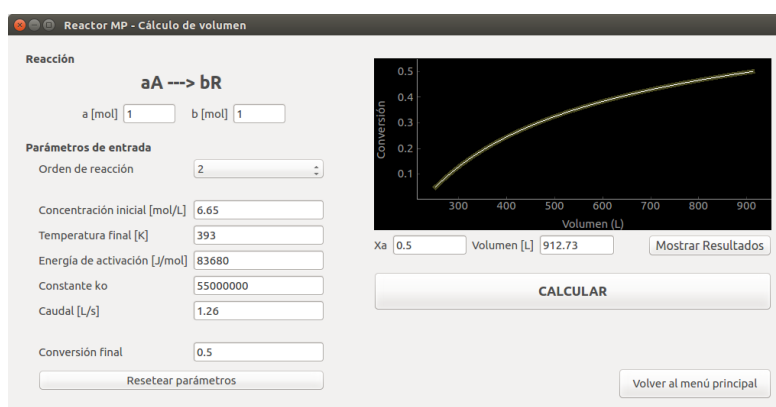 Reactor MP - Cálculo de volumen
Reacción
aA ---> bR
a [mol] 1 b [mol] 1
Parámetros de entrada
Orden de reacción 2
Concentración inicial [mol/L] 6.65
Temperatura final [K] 393
Energía de activación [J/mol] 83680
Constante ko 55000000
Caudal [L/s] 1.26
Conversión final 0.5
Resetear parámetros
Conversión
0.5
0.4
0.3
0.2
0.1
300 400 500 600 700 800 900
Volumen (L)
Xa 0.5 Volumen [L] 912.73 Mostrar Resultados
CALCULAR
Volver al menú principal